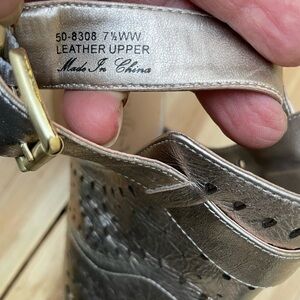 50-8308 7½WW
LEATHER UPPER
Made In China